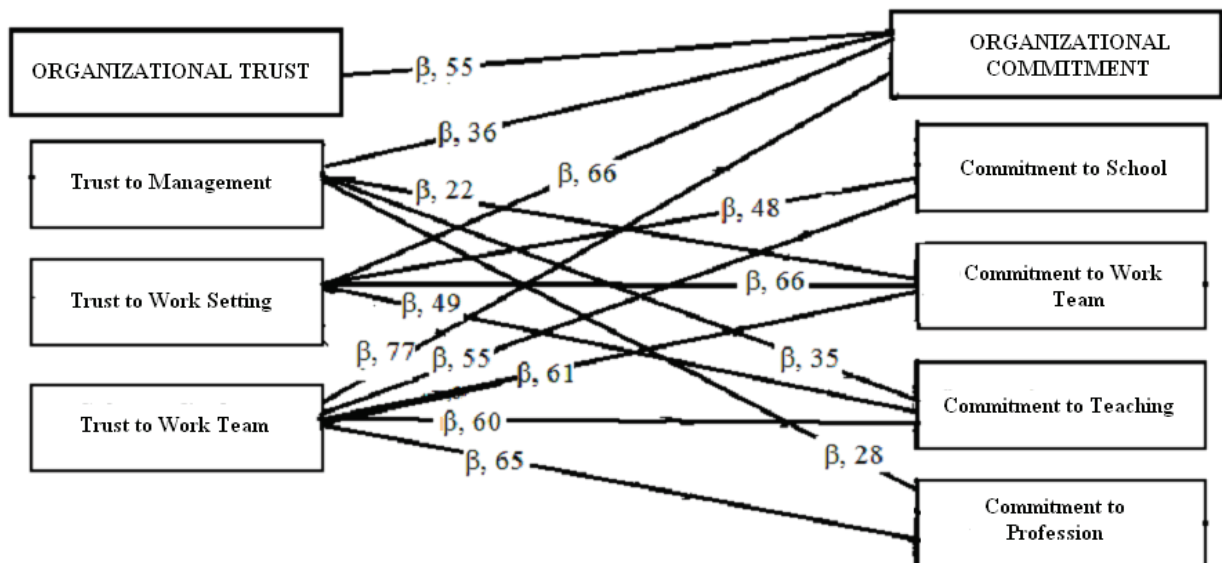 ORGANIZATIONAL TRUST
β, 55
ORGANIZATIONAL
COMMITMENT
β, 36
Trust to Management
β, 66
β, 22
β, 48
Commitment to School
Trust to Work Setting
β, 49
β, 66
Commitment to Work
Team
β, 77
β, 55
β, 61
β, 35
Trust to Work Team
β, 60
Commitment to Teaching
β, 65
β, 28
Commitment to
Profession